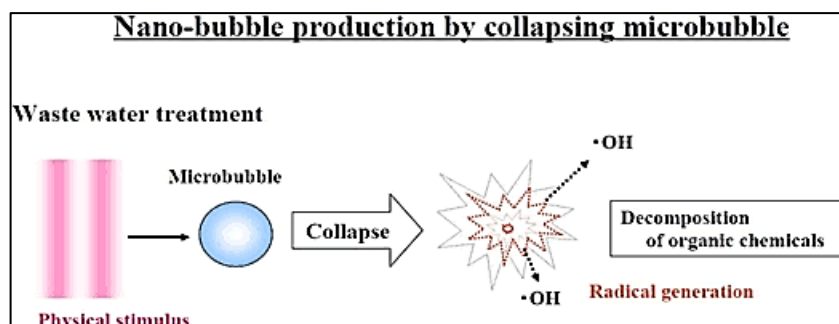 Nano-bubble production by collapsing microbubble
Waste water treatment
Microbubble
Collapse
•OH
•OH
Decomposition
of organic chemicals
Radical generation
Physical stimulus